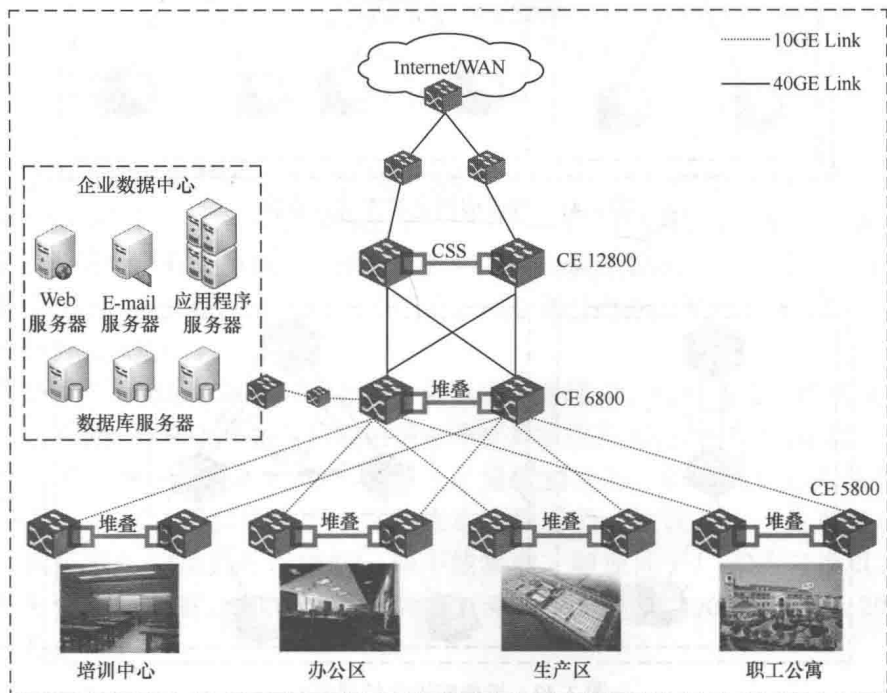 10GE Link
Internet/WAN
40GE Link
企业数据中心
CSS
CE 12800
Web
服务器
E-mail
服务器
应用程序
服务器
堆叠
CE 6800
数据库服务器
CE 5800
堆叠
堆叠
堆叠
堆叠
培训中心
办公区
生产区
职工公寓